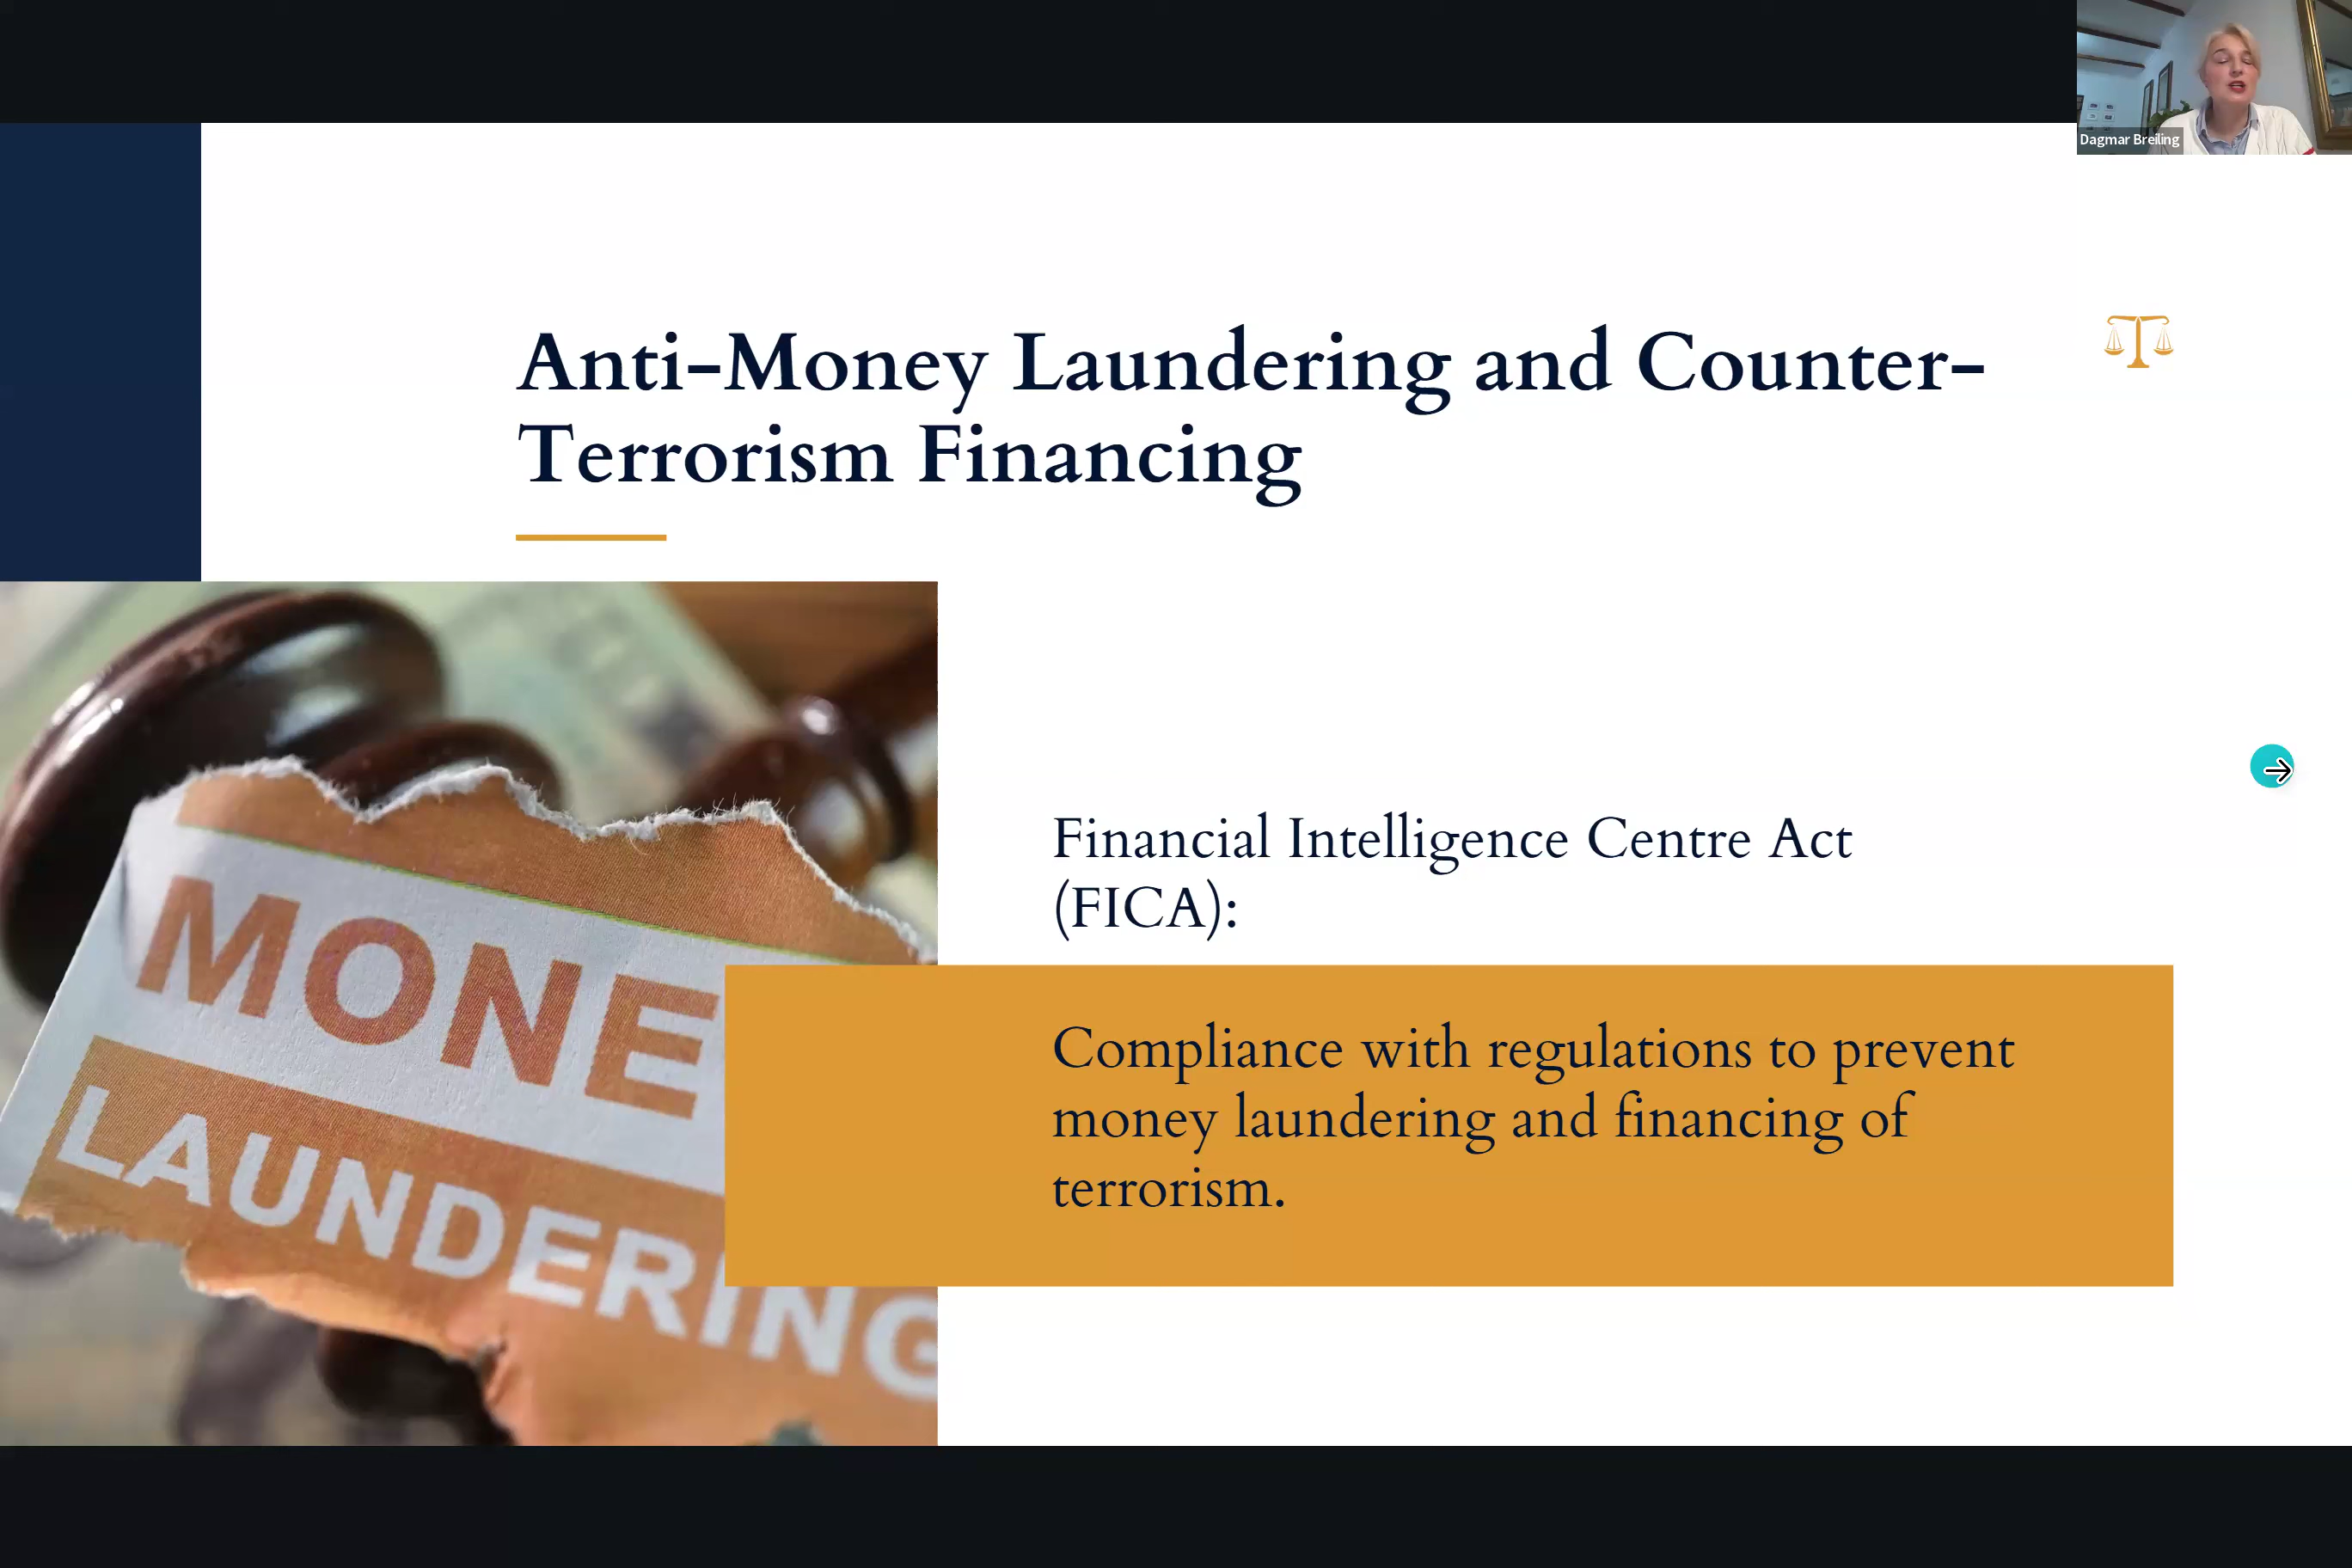 Dagmar Breiling
Anti-Money Laundering and Counter-
Terrorism Financing
Financial Intelligence Centre Act
(FICA):
Compliance with regulations to prevent
money laundering and financing of
terrorism.
MONE
LAUNDERING